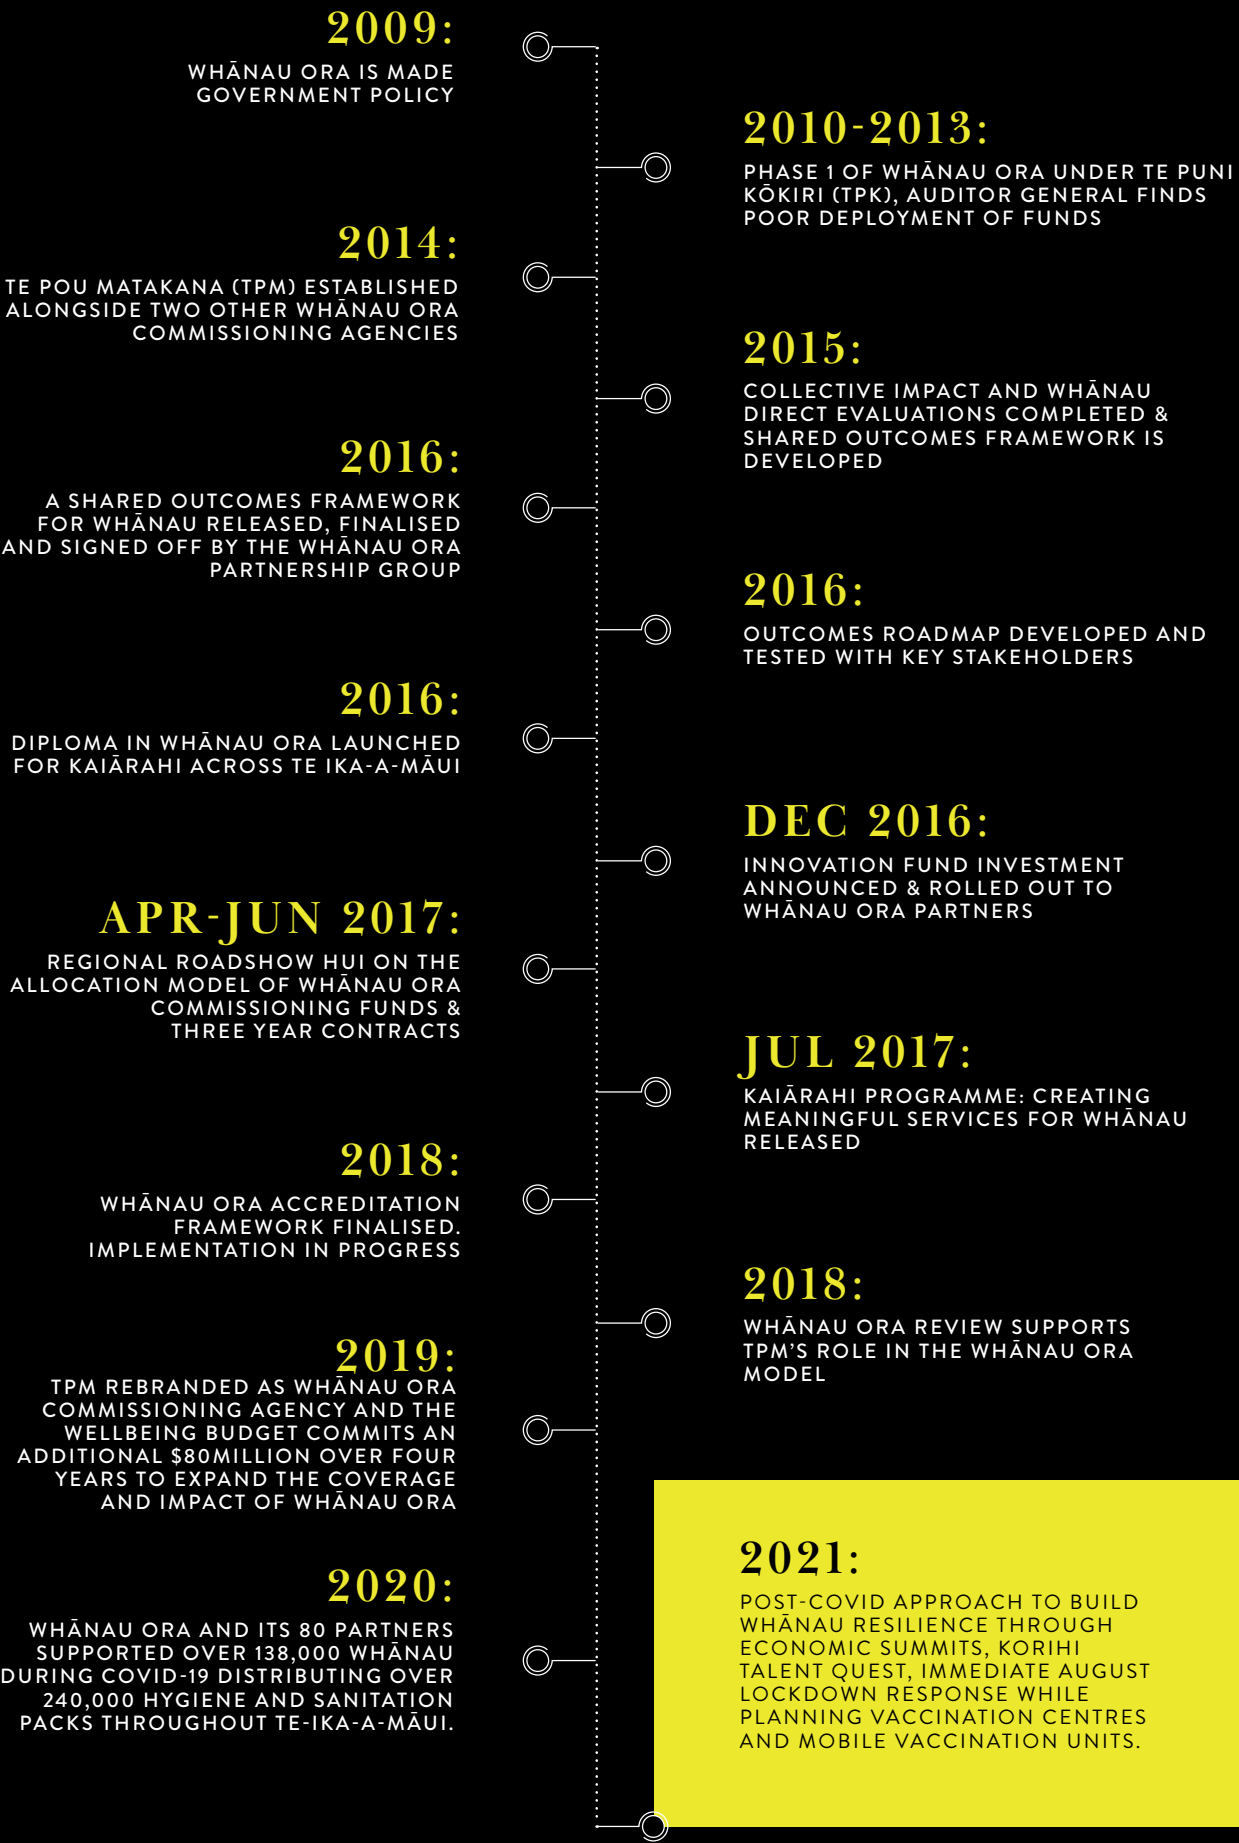 2009:
WHĀNAU ORA IS MADE
GOVERNMENT POLICY
2010-2013:
PHASE 1 OF WHĀNAU ORA UNDER TE PUNI
KŌKIRI (TPK), AUDITOR GENERAL FINDS
POOR DEPLOYMENT OF FUNDS
2014:
TE POU MATAKANA (TPM) ESTABLISHED
ALONGSIDE TWO OTHER WHĀNAU ORA
COMMISSIONING AGENCIES
2015:
COLLECTIVE IMPACT AND WHĀNAU
DIRECT EVALUATIONS COMPLETED &
SHARED OUTCOMES FRAMEWORK IS
DEVELOPED
2016:
A SHARED OUTCOMES FRAMEWORK
FOR WHĀNAU RELEASED, FINALISED
AND SIGNED OFF BY THE WHĀNAU ORA
PARTNERSHIP GROUP
2016:
OUTCOMES ROADMAP DEVELOPED AND
TESTED WITH KEY STAKEHOLDERS
2016:
DIPLOMA IN WHĀNAU ORA LAUNCHED
FOR KAIĀRAHI ACROSS TE IKA-A-MĀUI
DEC 2016:
INNOVATION FUND INVESTMENT
ANNOUNCED & ROLLED OUT TO
WHĀNAU ORA PARTNERS
APR-JUN 2017:
REGIONAL ROADSHOW HUI ON THE
ALLOCATION MODEL OF WHĀNAU ORA
COMMISSIONING FUNDS &
THREE YEAR CONTRACTS
JUL 2017:
KAIĀRAHI PROGRAMME: CREATING
MEANINGFUL SERVICES FOR WHĀNAU
RELEASED
2018:
WHĀNAU ORA ACCREDITATION
FRAMEWORK FINALISED.
IMPLEMENTATION IN PROGRESS
2018:
WHĀNAU ORA REVIEW SUPPORTS
TPM'S ROLE IN THE WHĀNAU ORA
MODEL
2019:
TPM REBRANDED AS WHĀNAU ORA
COMMISSIONING AGENCY AND THE
WELLBEING BUDGET COMMITS AN
ADDITIONAL $80MILLION OVER FOUR
YEARS TO EXPAND THE COVERAGE
AND IMPACT OF WHĀNAU ORA
2020:
WHĀNAU ORA AND ITS 80 PARTNERS
SUPPORTED OVER 138,000 WHĀNAU
DURING COVID-19 DISTRIBUTING OVER
240,000 HYGIENE AND SANITATION
PACKS THROUGHOUT TE-IKA-A-MĀUI.
2021:
POST-COVID APPROACH TO BUILD
WHĀNAU RESILIENCE THROUGH
ECONOMIC SUMMITS, KORIHI
TALENT QUEST, IMMEDIATE AUGUST
LOCKDOWN RESPONSE WHILE
PLANNING VACCINATION CENTRES
AND MOBILE VACCINATION UNITS.